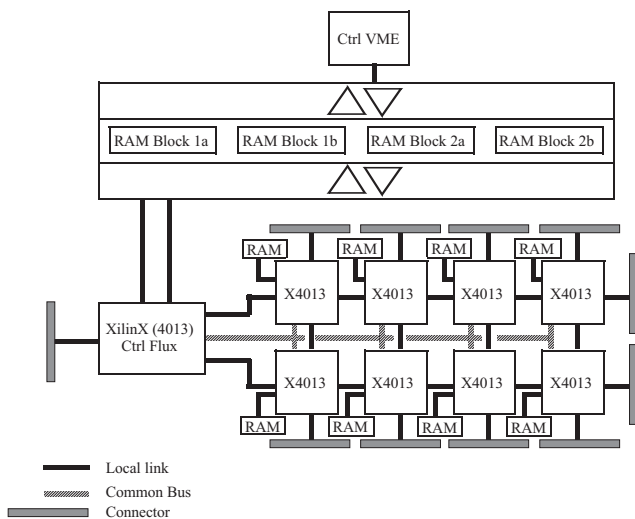 Ctrl VME
RAM Block 1a
RAM Block 1b
RAM Block 2a
RAM Block 2b
RAM
RAM
RAM
RAM
X4013
X4013
X4013
X4013
XilinX (4013)
Ctrl Flux
X4013
X4013
X4013
X4013
RAM
RAM
RAM
RAM
Local link
Common Bus
Connector